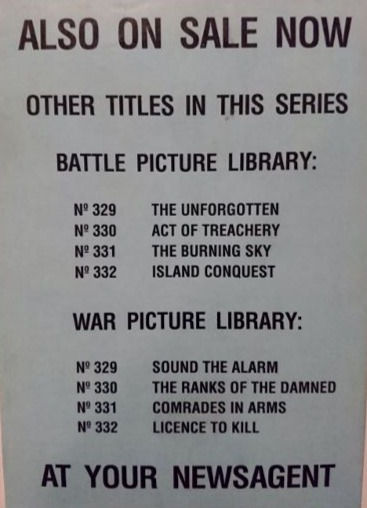 ALSO ON SALE NOW
OTHER TITLES IN THIS SERIES
BATTLE PICTURE LIBRARY:
Nº 329 THE UNFORGOTTEN
Nº 330 ACT OF TREACHERY
Nº 331 THE BURNING SKY
Nº 332 ISLAND CONQUEST
WAR PICTURE LIBRARY:
Nº 329 SOUND THE ALARM
Nº 330 THE RANKS OF THE DAMNED
Nº 331 COMRADES IN ARMS
Nº 332 LICENCE TO KILL
AT YOUR NEWSAGENT